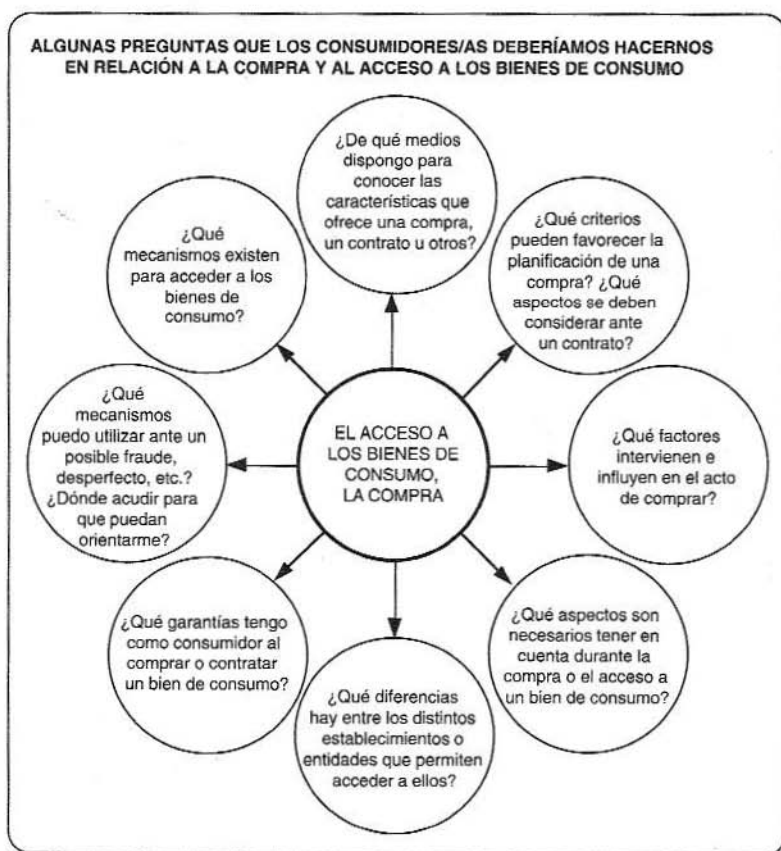 ALGUNAS PREGUNTAS QUE LOS CONSUMIDORES/AS DEBERÍAMOS HACERNOS
EN RELACIÓN A LA COMPRA Y AL ACCESO A LOS BIENES DE CONSUMO
¿De qué medios
dispongo para
conocer las
características que
ofrece una compra,
un contrato u otros?
¿Qué criterios
pueden favorecer la
planificación de una
compra? ¿Qué
aspectos se deben
considerar ante
un contrato?
¿Qué factores
intervienen e
influyen en el acto
de comprar?
¿Qué aspectos son
necesarios tener en
cuenta durante la
compra o el acceso a
un bien de consumo?
¿Qué diferencias
hay entre los distintos
establecimientos o
entidades que permiten
acceder a ellos?
¿Qué garantías tengo
como consumidor al
comprar o contratar
un bien de consumo?
¿Qué
mecanismos
puedo utilizar ante un
posible fraude,
desperfecto, etc.?
¿Dónde acudir para
que puedan
orientarme?
¿Qué
mecanismos existen
para acceder a los
bienes de
consumo?
EL ACCESO A
LOS BIENES DE
CONSUMO,
LA COMPRA